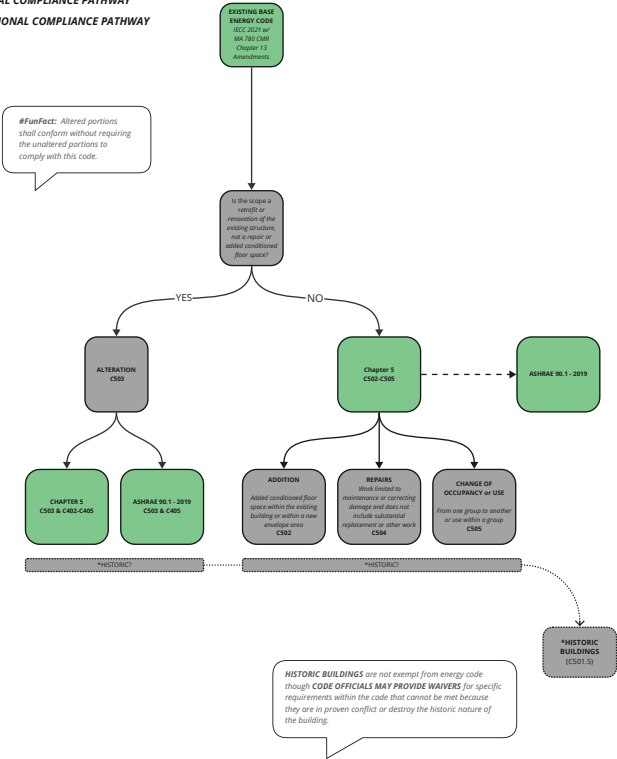 AL COMPLIANCE PATHWAY
IONAL COMPLIANCE PATHWAY
EXISTING BASE
ENERGY CODE
IECC 2021 w/
MA 780 CMR
Chapter 13
Amendments
#FunFact: Altered portions
shall conform without requiring
the unaltered portions to
comply with this code.
Is the scope a
retrofit or
renovation of the
existing structure,
not a repair or
added conditioned
floor space?
YES
NO
ALTERATION
C503
Chapter 5
C502-C505
ASHRAE 90.1 - 2019
CHAPTER 5
C503 & C402-C405
ASHRAE 90.1 - 2019
C503 & C405
ADDITION
Added conditioned floor
space within the existing
building or within a new
envelope area
C502
REPAIRS
Work limited to
maintenance or correcting
damage and does not
include substantial
replacement or other work
C504
CHANGE OF
OCCUPANCY or USE
From one group to another
or use within a group
C505
*HISTORIC?
*HISTORIC?
*HISTORIC
BUILDINGS
(C501.5)
HISTORIC BUILDINGS are not exempt from energy code
though CODE OFFICIALS MAY PROVIDE WAIVERS for specific
requirements within the code that cannot be met because
they are in proven conflict or destroy the historic nature of
the building.